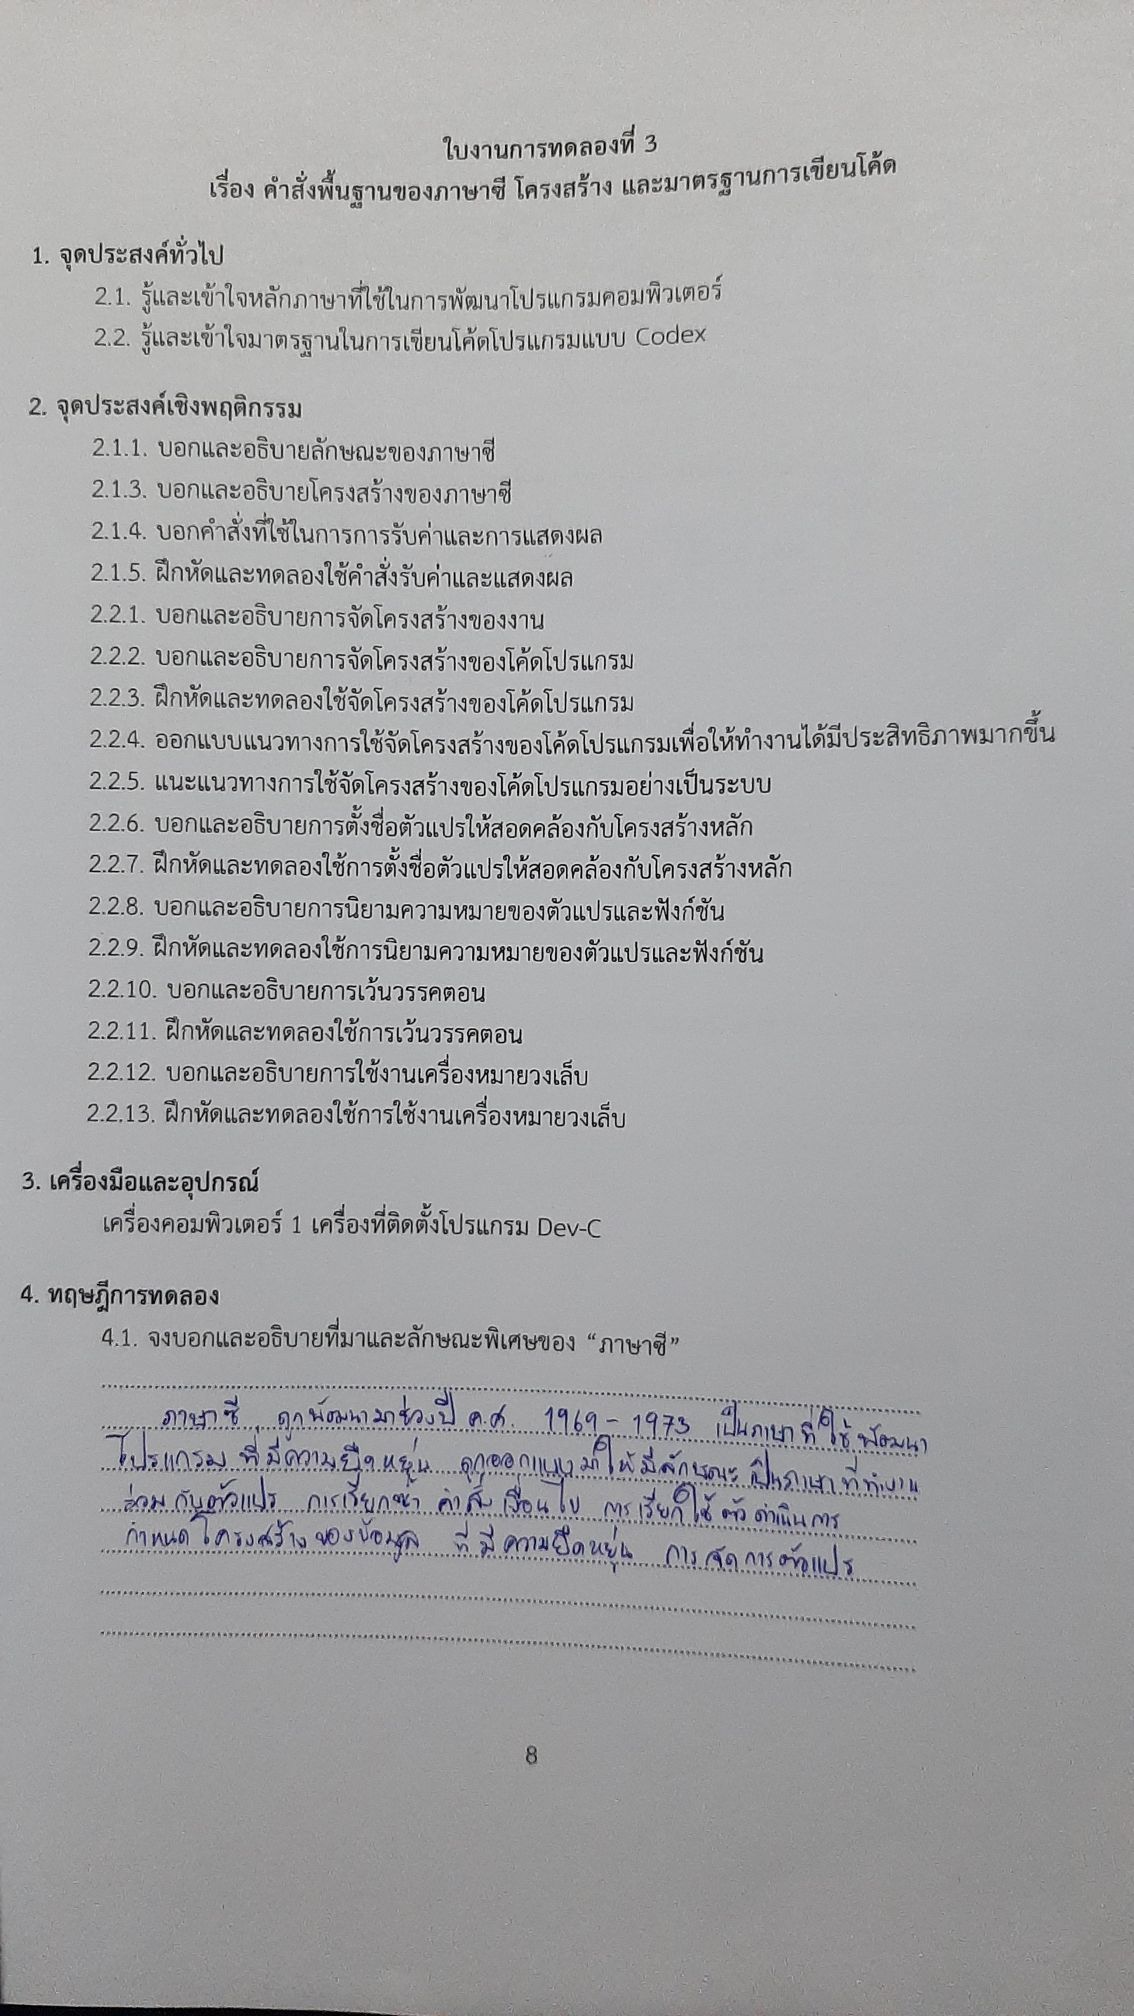 ใบงานการทดลองที่ 3
เรื่อง คำสั่งพื้นฐานของภาษาซี โครงสร้าง และมาตรฐานการเขียนโค้ด
1. จุดประสงค์ทั่วไป
2.1. รู้และเข้าใจหลักภาษาที่ใช้ในการพัฒนาโปรแกรมคอมพิวเตอร์
2.2. รู้และเข้าใจมาตรฐานในการเขียนโค้ดโปรแกรมแบบ Codex
2. จุดประสงค์เชิงพฤติกรรม
2.1.1. บอกและอธิบายลักษณะของภาษาซี
2.1.3. บอกและอธิบายโครงสร้างของภาษาซี
2.1.4. บอกคำสั่งที่ใช้ในการการรับค่าและการแสดงผล
2.1.5. ฝึกหัดและทดลองใช้คำสั่งรับค่าและแสดงผล
2.2.1. บอกและอธิบายการจัดโครงสร้างของงาน
2.2.2. บอกและอธิบายการจัดโครงสร้างของโค้ดโปรแกรม
2.2.3. ฝึกหัดและทดลองใช้จัดโครงสร้างของโค้ดโปรแกรม
2.2.4. ออกแบบแนวทางการใช้จัดโครงสร้างของโค้ดโปรแกรมเพื่อให้ทำงานได้มีประสิทธิภาพมากขึ้น
2.2.5. แนะแนวทางการใช้จัดโครงสร้างของโค้ดโปรแกรมอย่างเป็นระบบ
2.2.6. บอกและอธิบายการตั้งชื่อตัวแปรให้สอดคล้องกับโครงสร้างหลัก
2.2.7. ฝึกหัดและทดลองใช้การตั้งชื่อตัวแปรให้สอดคล้องกับโครงสร้างหลัก
2.2.8. บอกและอธิบายการนิยามความหมายของตัวแปรและฟังก์ชัน
2.2.9. ฝึกหัดและทดลองใช้การนิยามความหมายของตัวแปรและฟังก์ชัน
2.2.10. บอกและอธิบายการเว้นวรรคตอน
2.2.11. ฝึกหัดและทดลองใช้การเว้นวรรคตอน
2.2.12. บอกและอธิบายการใช้งานเครื่องหมายวงเล็บ
2.2.13. ฝึกหัดและทดลองใช้การใช้งานเครื่องหมายวงเล็บ
3. เครื่องมือและอุปกรณ์
เครื่องคอมพิวเตอร์ 1 เครื่องที่ติดตั้งโปรแกรม Dev-C
4. ทฤษฎีการทดลอง
4.1. จงบอกและอธิบายที่มาและลักษณะพิเศษของ “ภาษาซี”
ภาษาซี ถูกพัฒนามาช่วงปี ค.ศ. 1969 - 1973 เป็นภาษาที่ใช้พัฒนา
โปรแกรม ที่มีความยืดหยุ่น ถูกออกแบบมาให้มีลักษณะเป็นภาษาที่ทำงาน
ร่วมกับตัวแปร การเรียกซ้ำ คำสั่งเงื่อนไข การเรียกใช้ตัวดำเนินการ
กำหนดโครงสร้างของข้อมูล ที่มีความยืดหยุ่น การจัดการตัวแปร
8